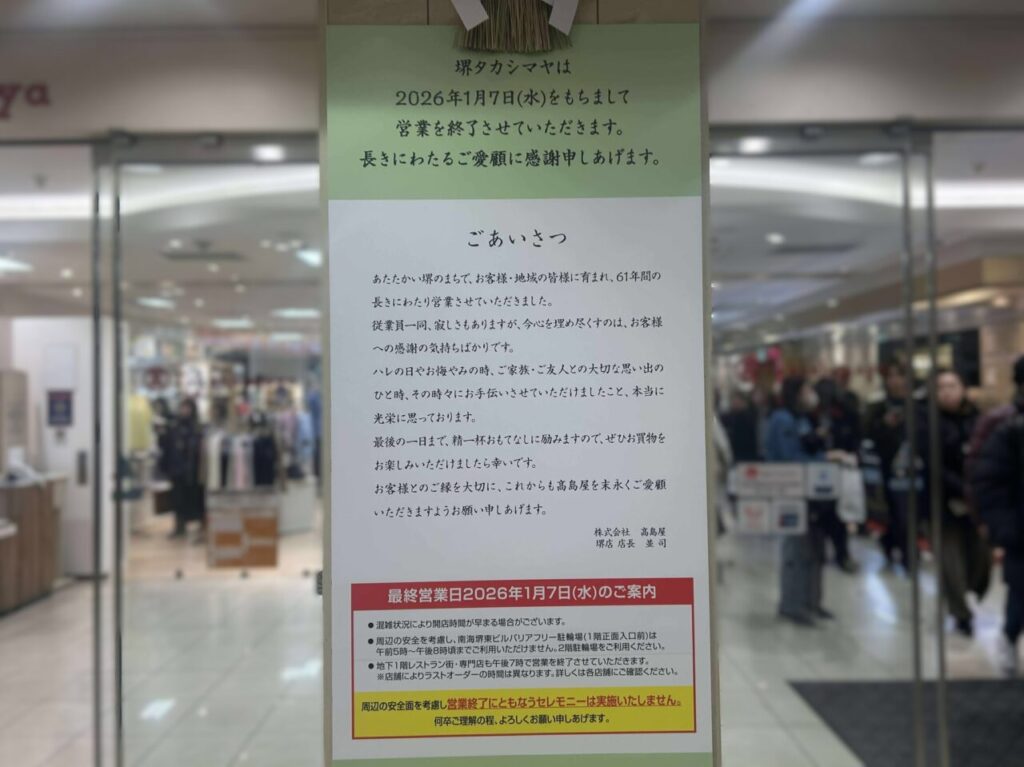 ya
堺タカシマヤは
2026年1月7日(水)をもちまして
営業を終了させていただきます。
長きにわたるご愛顧に感謝申しあげます。
ごあいさつ
あたたかい堺のまちで、お客様・地域の皆様に育まれ、61年間の
長きにわたり営業させていただきました。
従業員一同、寂しさもありますが、今心を埋め尽くすのは、お客様
への感謝の気持ちばかりです。
ハレの日やお悔やみの時、ご家族・ご友人との大切な思い出の
ひと時、その時々にお手伝いさせていただけましたこと、本当に
光栄に思っております。
最後の一日まで、精一杯おもてなしに励みますので、ぜひお買物を
お楽しみいただけましたら幸いです。
お客様とのご縁を大切に、これからも髙島屋を末永くご愛顧
いただきますようお願い申しあげます。
株式会社 髙島屋
堺店 店長 並 司
最終営業日2026年1月7日(水)のご案内
● 混雑状況により開店時間が早まる場合がございます。
● 周辺の安全を考慮し、南海堺東ビルバリアフリー駐輪場(1階正面入口前)は
午前5時〜午後8時頃までご利用いただけません。2階駐輪場をご利用ください。
● 地下1階レストラン街・専門店も午後7時で営業を終了させていただきます。
※店舗によりラストオーダーの時間は異なります。詳しくは各店舗にご確認ください。
周辺の安全面を考慮し営業終了にともなうセレモニーは実施いたしません。
何卒ご理解の程、よろしくお願い申しあげます。